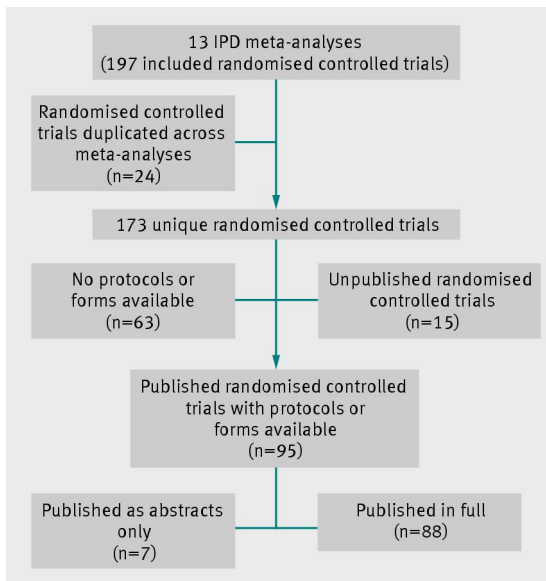 13 IPD meta-analyses
(197 included randomised controlled trials)
Randomised controlled
trials duplicated across
meta-analyses
(n=24)
173 unique randomised controlled trials
No protocols or
forms available
(n=63)
Unpublished randomised
controlled trials
(n=15)
Published randomised controlled
trials with protocols or
forms available
(n=95)
Published as abstracts
only
(n=7)
Published in full
(n=88)